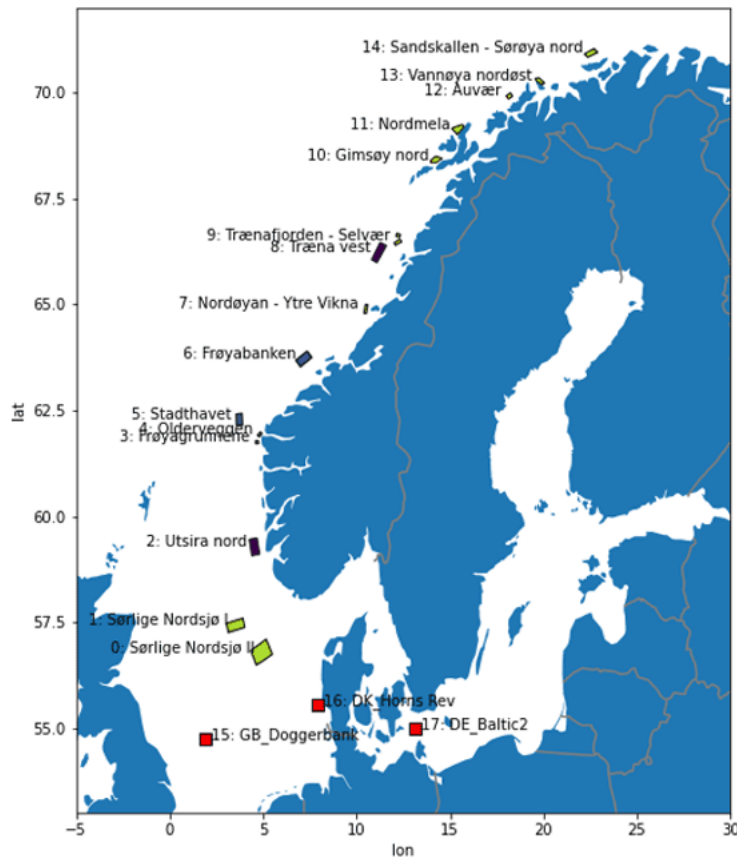 14: Sandskallen - Sørøya nord
13: Vannøya nordøst
12: Auvær
70.0
11: Nordmela
10: Gimsøy nord
67.5
9: Trænafjorden - Selvær
8: Træna vest
65.0
7: Nordøyan - Ytre Vikna
6: Frøyabanken
62.5
5: Stadthavet
4: Olderveggen
3: Frøyagrunnene
lat
60.0
2: Utsira nord
57.5
1: Sørlige Nordsjø I
0: Sørlige Nordsjø II
16: DK_Horns Rev
55.0
17: DE_Baltic2
15: GB_Doggerbank
-5 0 5 10 15 20 25 30
lon